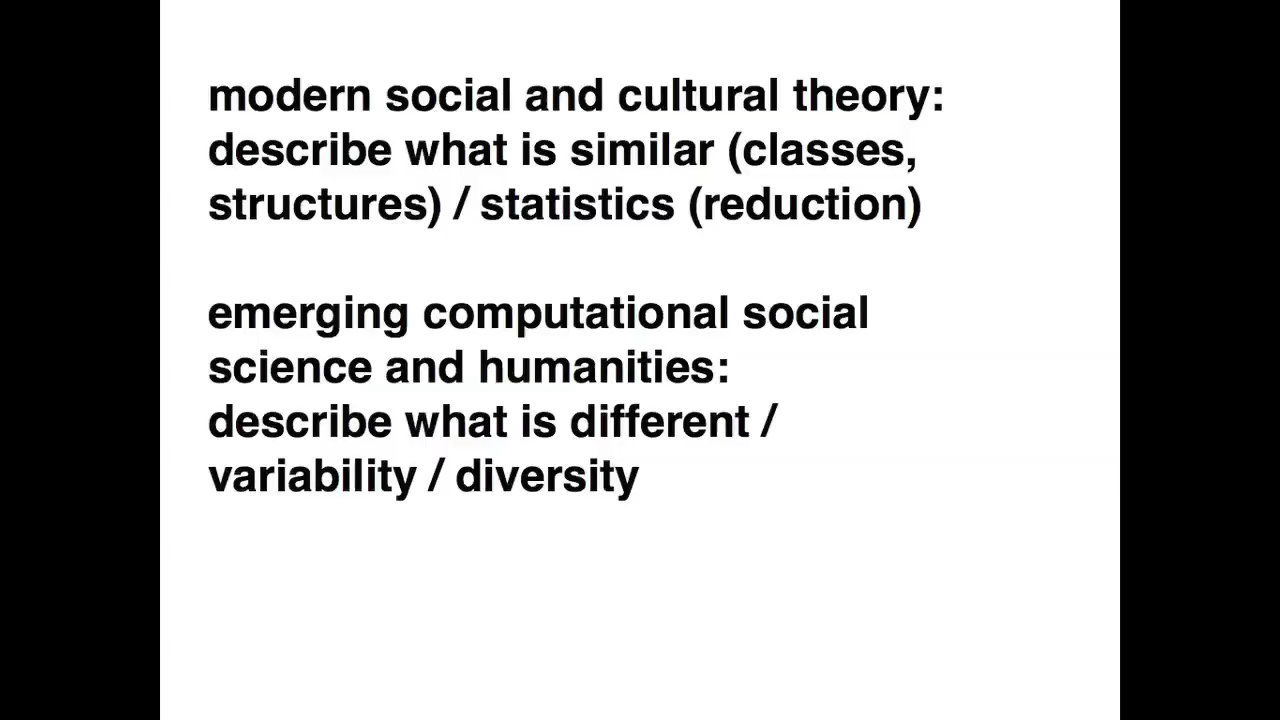 modern social and cultural theory:
describe what is similar (classes,
structures) / statistics (reduction)
emerging computational social
science and humanities:
describe what is different /
variability / diversity